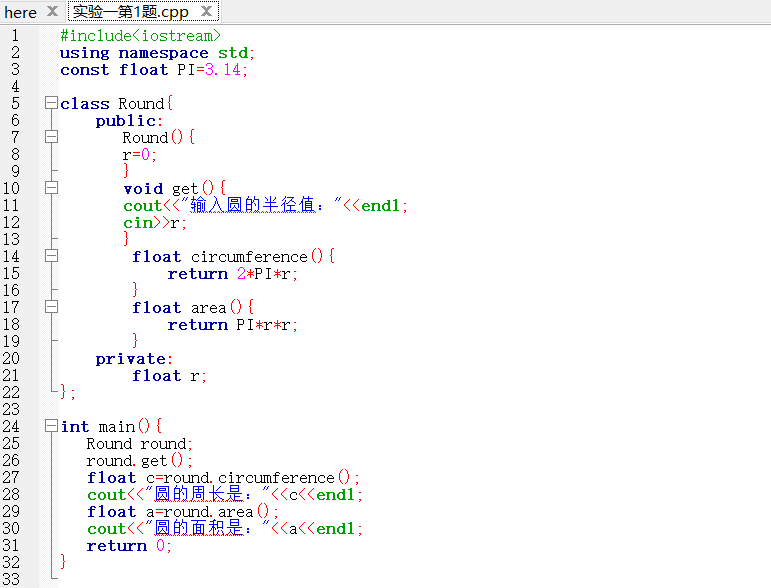 here 实验一第1题.cpp
1 #include<iostream>
2 using namespace std;
3 const float PI=3.14;
4
5 class Round{
6 public:
7 Round(){
8 r=0;
9 }
10 void get(){
11 cout<<"输入圆的半径值："<<endl;
12 cin>>r;
13 }
14 float circumference(){
15 return 2*PI*r;
16 }
17 float area(){
18 return PI*r*r;
19 }
20 private:
21 float r;
22 };
23
24 int main(){
25 Round round;
26 round.get();
27 float c=round.circumference();
28 cout<<"圆的周长是："<<c<<endl;
29 float a=round.area();
30 cout<<"圆的面积是："<<a<<endl;
31 return 0;
32 }
33